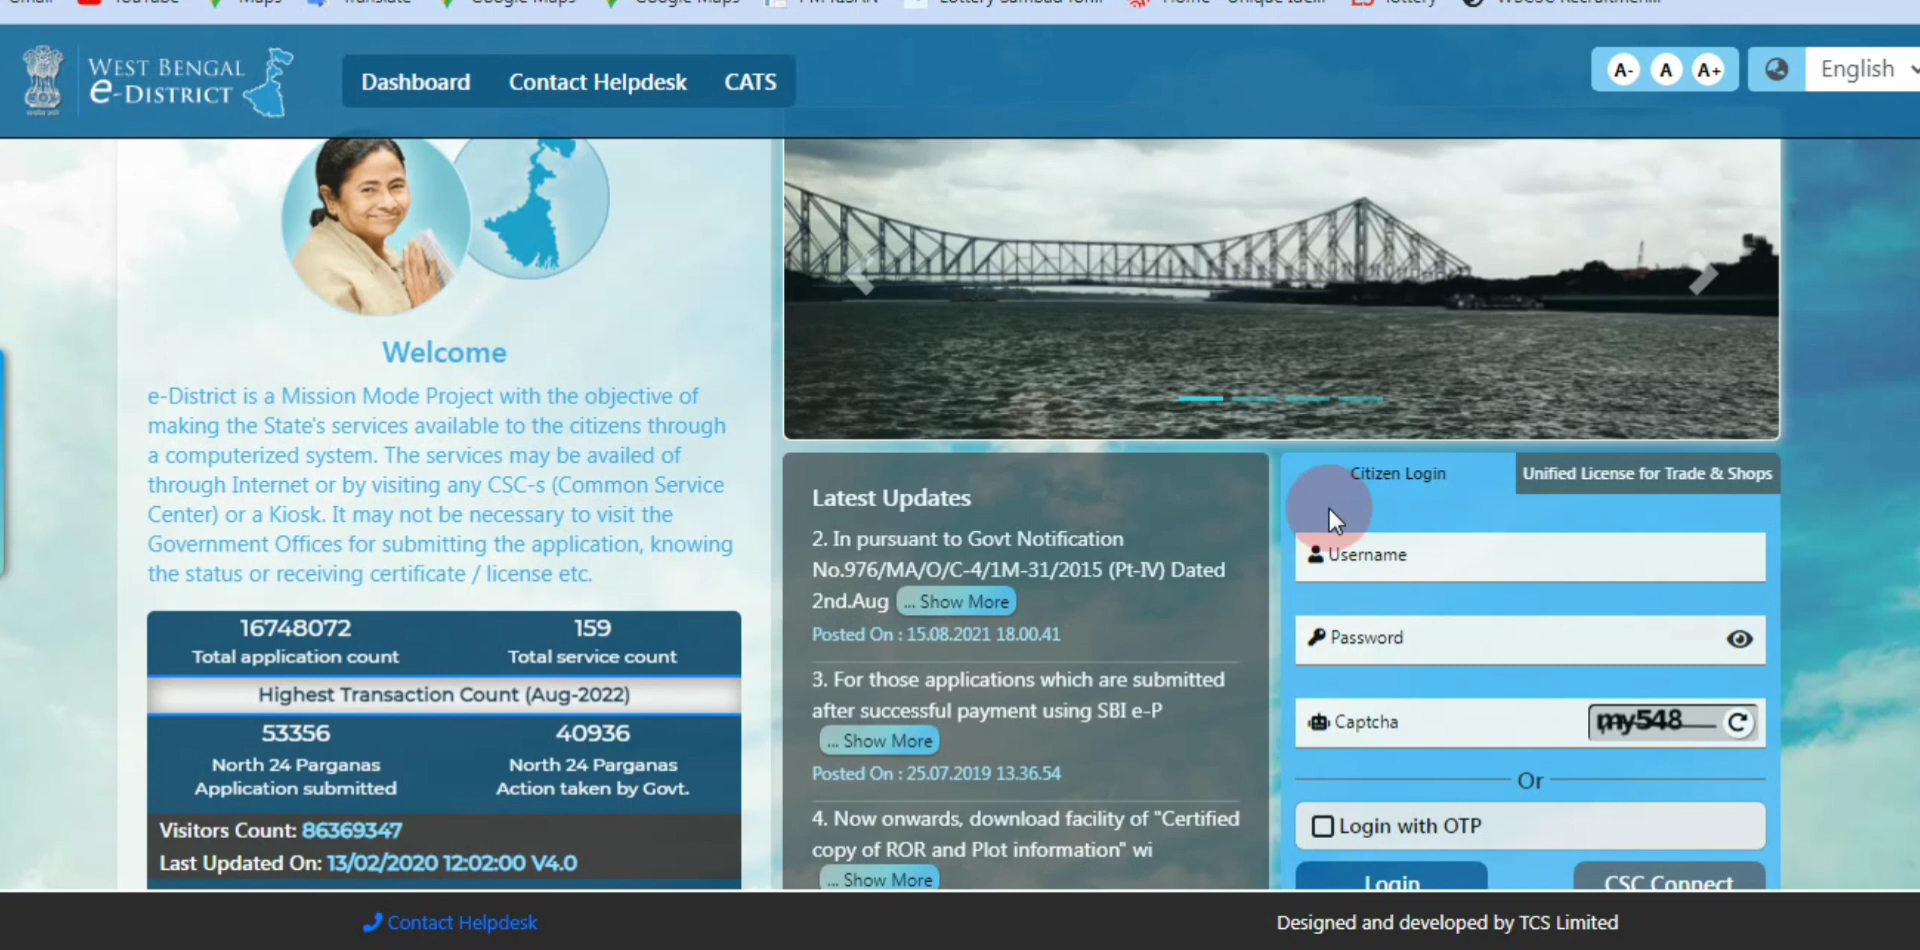 WEST BENGAL
e-DISTRICT
Dashboard
Contact Helpdesk
CATS
A-
A
A+
English
Welcome
e-District is a Mission Mode Project with the objective of
making the State's services available to the citizens through
a computerized system. The services may be availed of
through Internet or by visiting any CSC-s (Common Service
Center) or a Kiosk. It may not be necessary to visit the
Government Offices for submitting the application, knowing
the status or receiving certificate / license etc.
16748072
Total application count
159
Total service count
Highest Transaction Count (Aug-2022)
53356
North 24 Parganas
Application submitted
40936
North 24 Parganas
Action taken by Govt.
Visitors Count: 86369347
Last Updated On: 13/02/2020 12:02:00 V4.0
Latest Updates
2. In pursuant to Govt Notification
No.976/MA/O/C-4/1M-31/2015 (Pt-IV) Dated
2nd.Aug ... Show More
Posted On : 15.08.2021 18.00.41
3. For those applications which are submitted
after successful payment using SBI e-P
... Show More
Posted On : 25.07.2019 13.36.54
4. Now onwards, download facility of "Certified
copy of ROR and Plot information" wi
... Show More
Citizen Login
Unified License for Trade & Shops
Username
Password
Captcha
my548
Or
Login with OTP
Login
CSC Connect
Contact Helpdesk
Designed and developed by TCS Limited